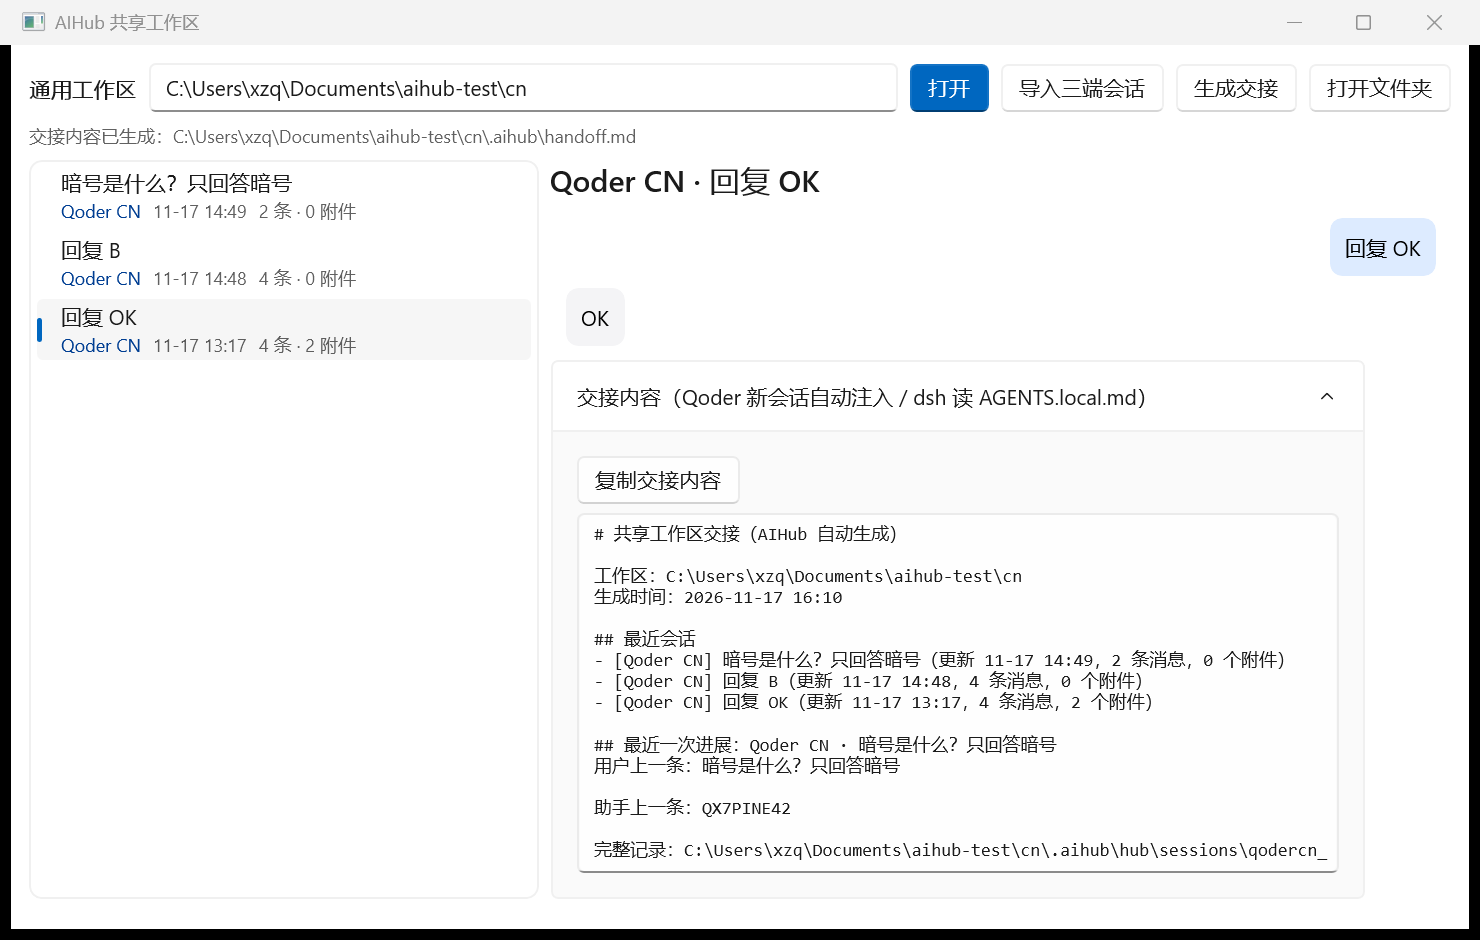 AIHub 共享工作区
通用工作区 C:\Users\xzq\Documents\aihub-test\cn 打开 导入三端会话 生成交接 打开文件夹
交接内容已生成：C:\Users\xzq\Documents\aihub-test\cn\.aihub\handoff.md
暗号是什么？只回答暗号
Qoder CN 11-17 14:49 2 条 · 0 附件
回复 B
Qoder CN 11-17 14:48 4 条 · 0 附件
回复 OK
Qoder CN 11-17 13:17 4 条 · 2 附件
Qoder CN · 回复 OK
回复 OK
OK
交接内容（Qoder 新会话自动注入 / dsh 读 AGENTS.local.md）
复制交接内容
# 共享工作区交接（AIHub 自动生成）
工作区：C:\Users\xzq\Documents\aihub-test\cn
生成时间：2026-11-17 16:10
## 最近会话
- [Qoder CN] 暗号是什么？只回答暗号（更新 11-17 14:49，2 条消息，0 个附件）
- [Qoder CN] 回复 B（更新 11-17 14:48，4 条消息，0 个附件）
- [Qoder CN] 回复 OK（更新 11-17 13:17，4 条消息，2 个附件）
## 最近一次进展：Qoder CN · 暗号是什么？只回答暗号
用户上一条：暗号是什么？只回答暗号
助手上一条：QX7PINE42
完整记录：C:\Users\xzq\Documents\aihub-test\cn\.aihub\hub\sessions\qodercn_